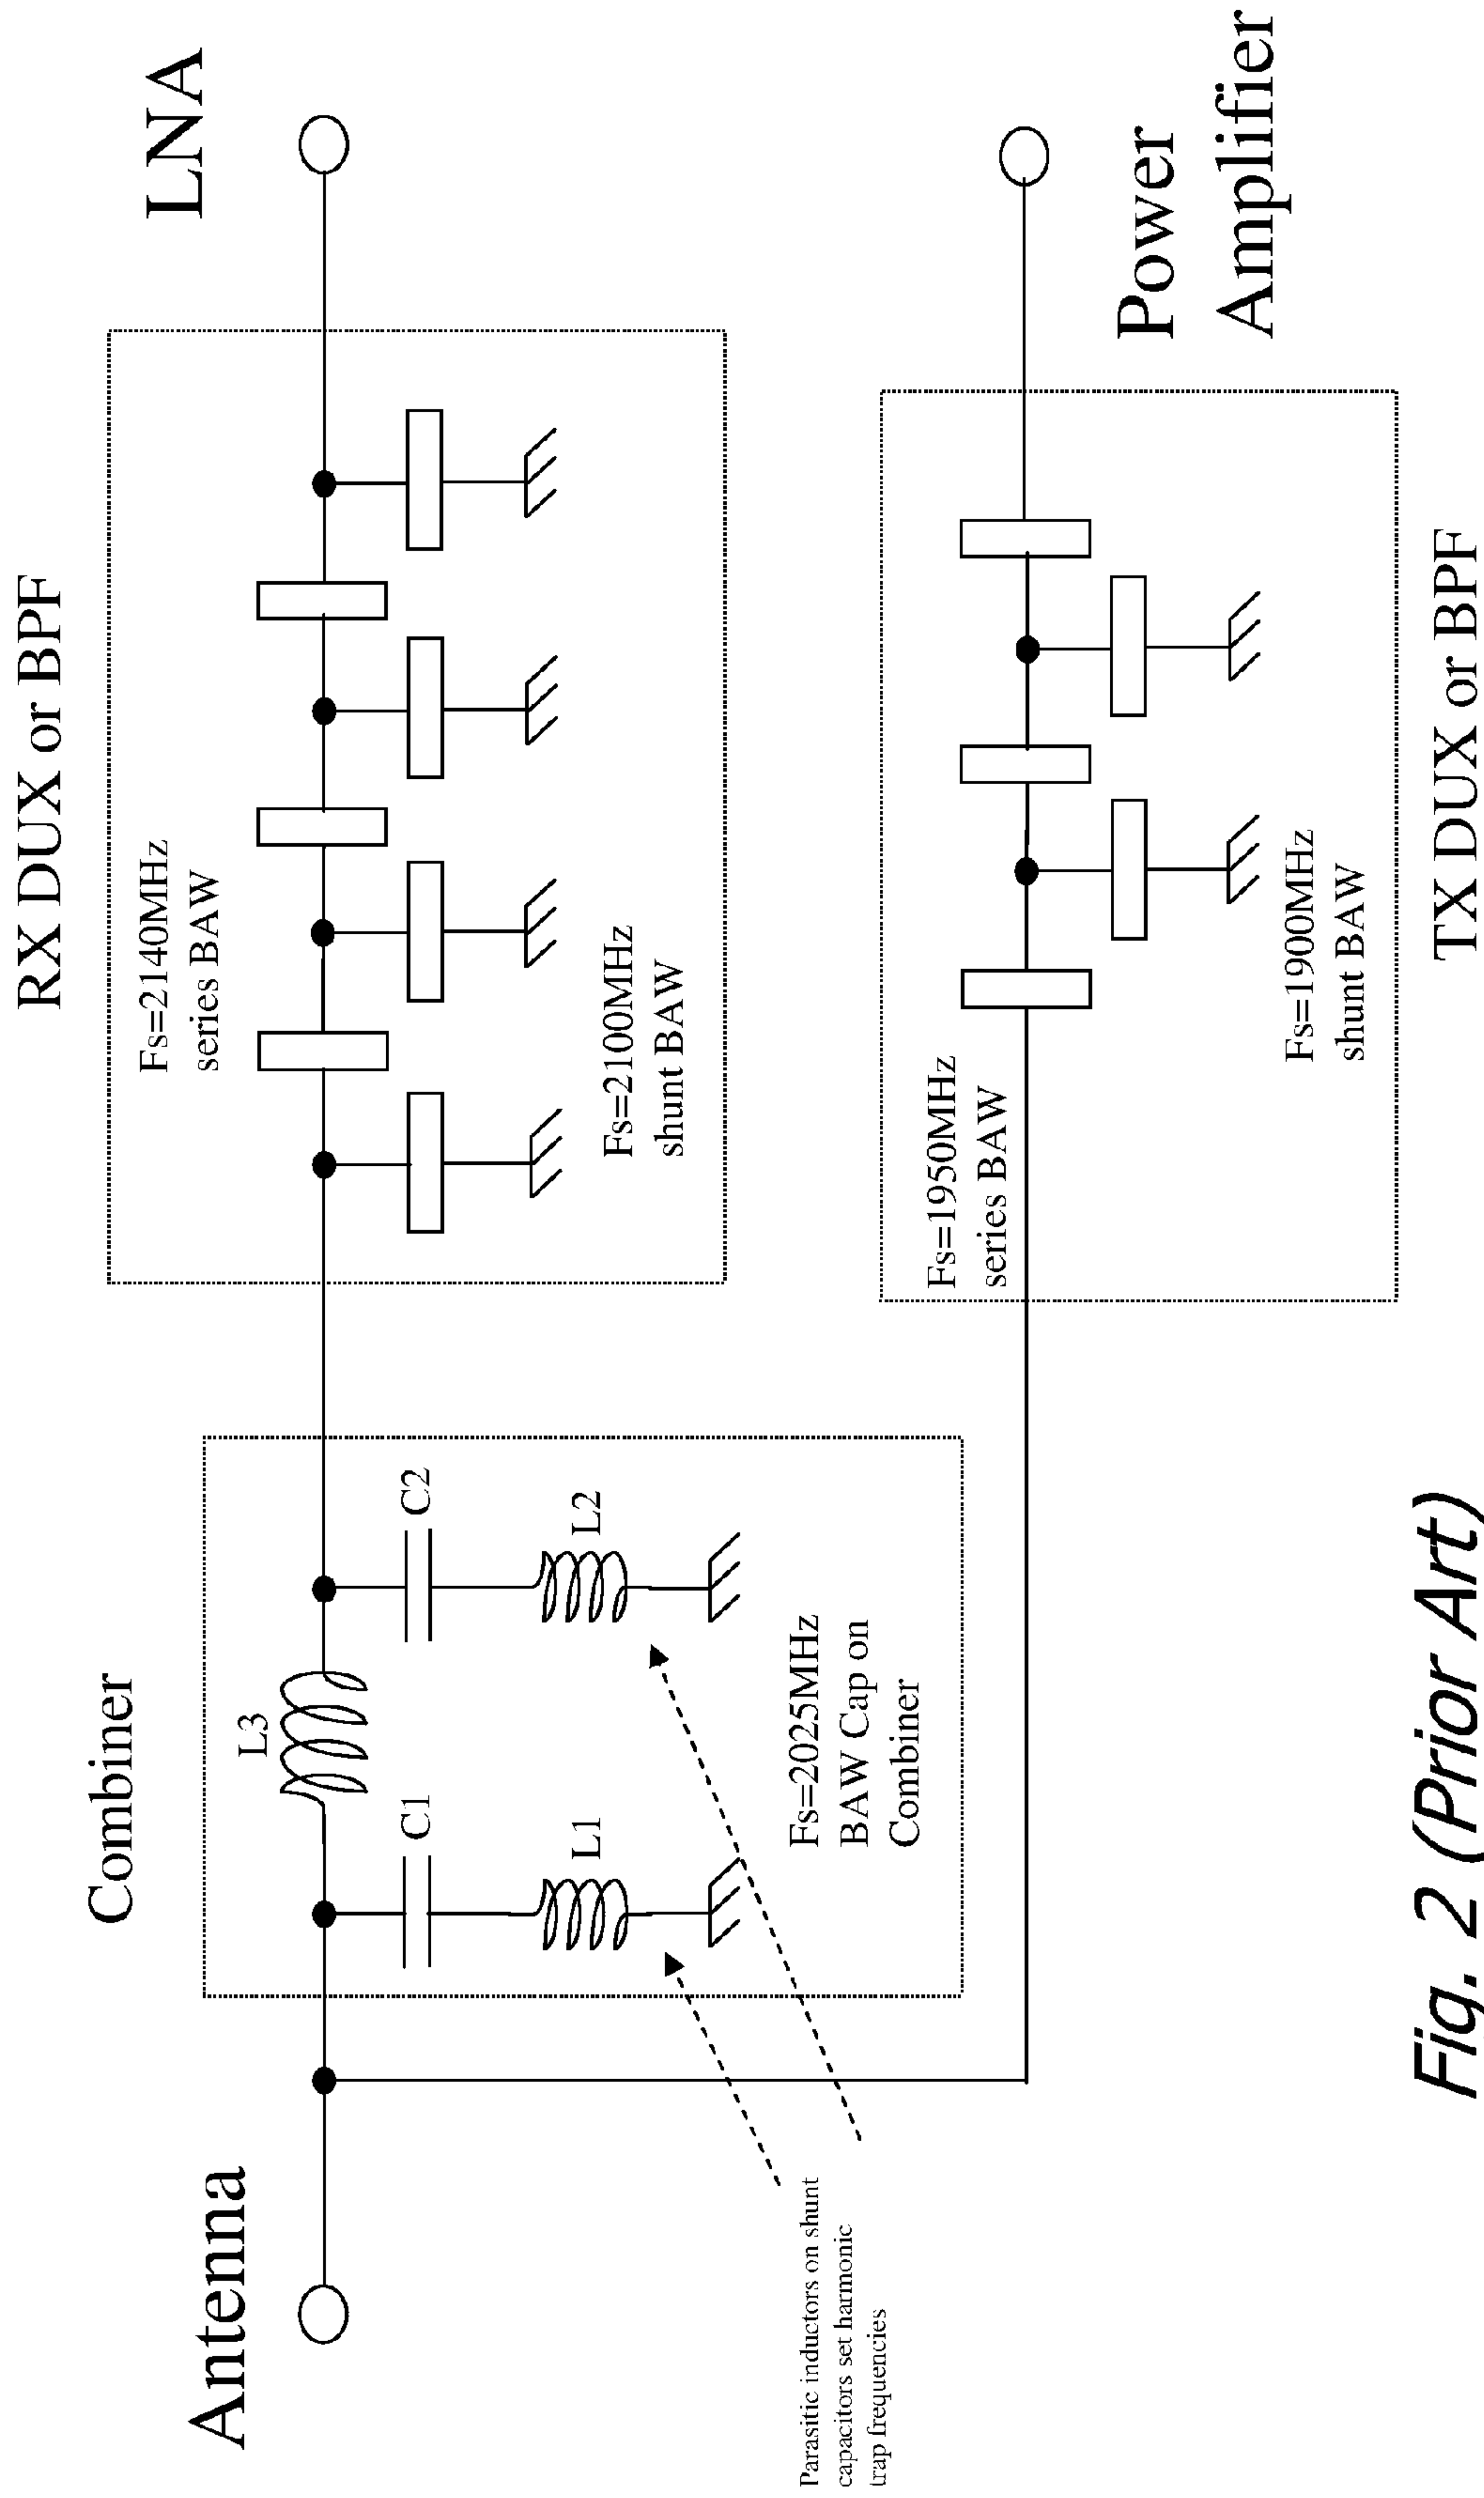 RX DUX or BPF
LNA
Fs=2140MHz
series BAW
Fs=2100MHz
shunt BAW
Combiner
L3
C1
C2
L1
L2
Fs=2025MHz
BAW Cap on
Combiner
Antenna
Parasitic inductors on shunt
capacitors set harmonic
trap frequencies
Fs=1950MHz
series BAW
Fs=1900MHz
shunt BAW
Power
Amplifier
TX DUX or BPF
Fig. 2 (Prior Art)